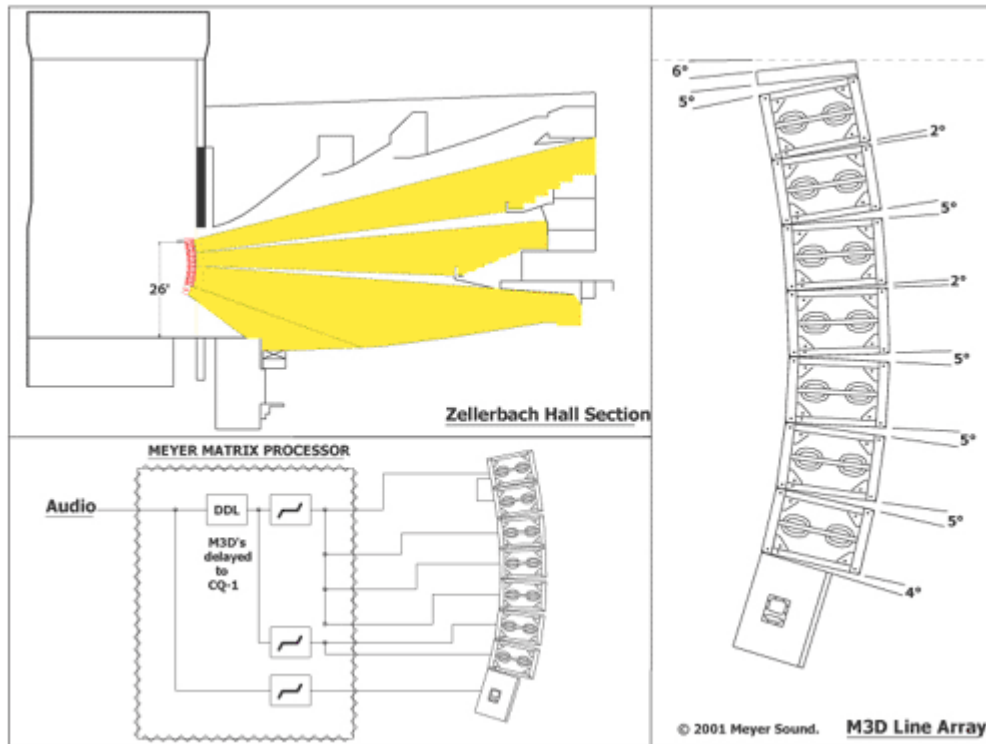 26'
Zellerbach Hall Section
MEYER MATRIX PROCESSOR
Audio
DDL
M3D's
delayed
to
CQ-1
6°
5°
2°
5°
2°
5°
5°
5°
4°
© 2001 Meyer Sound. M3D Line Array